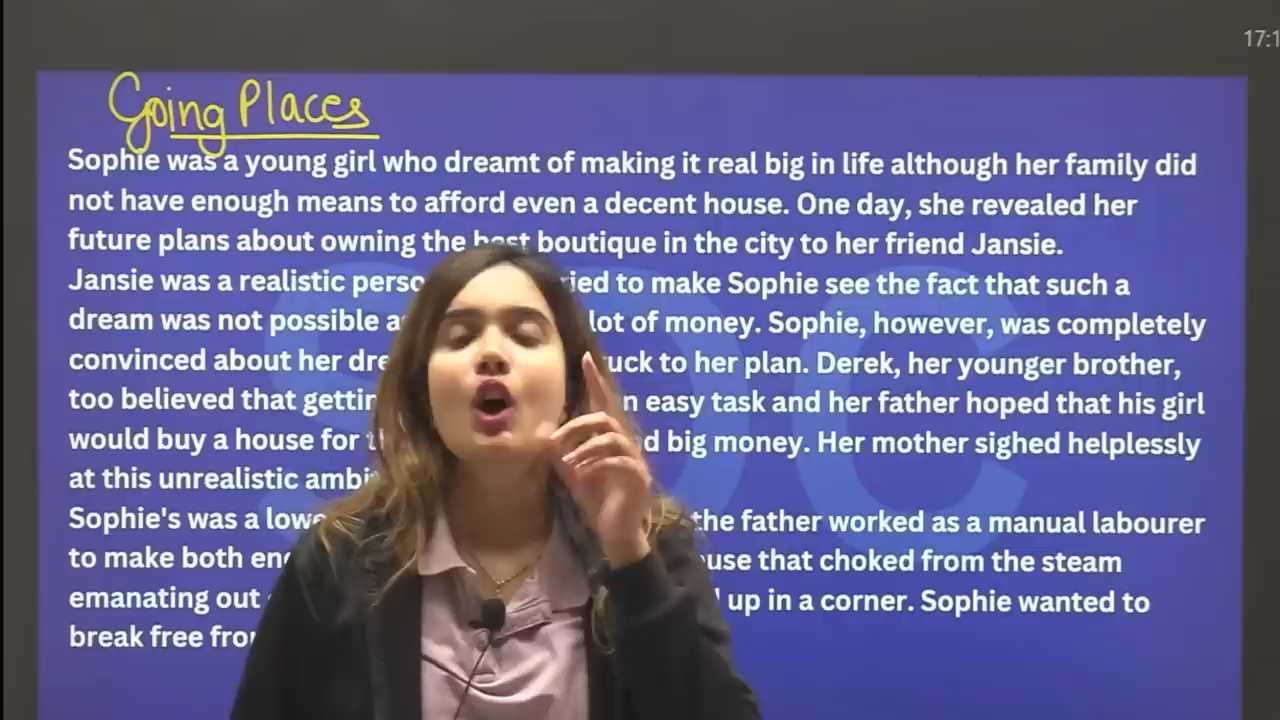 17:1
Going Places
Sophie was a young girl who dreamt of making it real big in life although her family did
not have enough means to afford even a decent house. One day, she revealed her
future plans about owning the best boutique in the city to her friend Jansie.
Jansie was a realistic perso ried to make Sophie see the fact that such a
dream was not possible a lot of money. Sophie, however, was completely
convinced about her dre uck to her plan. Derek, her younger brother,
too believed that gettin n easy task and her father hoped that his girl
would buy a house for t d big money. Her mother sighed helplessly
at this unrealistic ambi
Sophie's was a lowe the father worked as a manual labourer
to make both en use that choked from the steam
emanating out up in a corner. Sophie wanted to
break free fro